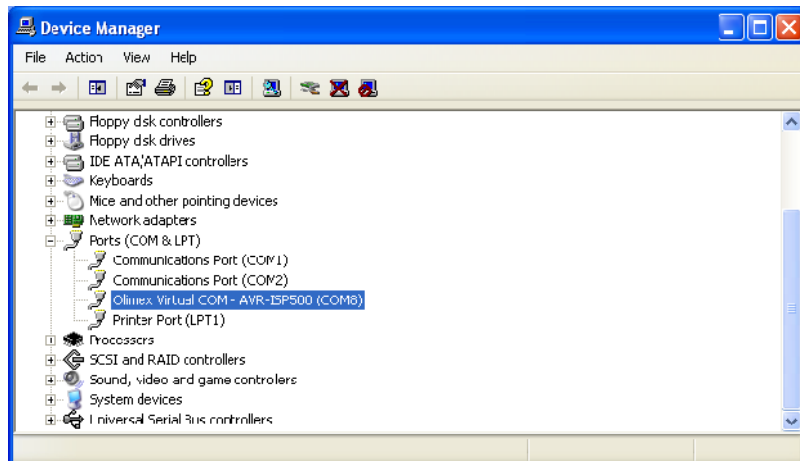 Device Manager
File Action View Help
Floppy disk controllers
Floppy disk drives
IDE ATA/ATAPI controllers
Keyboards
Mice and other pointing devices
Network adapters
Ports (COM & LPT)
Communications Port (COM1)
Communications Port (COM2)
Olimex Virtual COM - AVR-ISP500 (COM8)
Printer Port (LPT1)
Processors
SCSI and RAID controllers
Sound, video and game controllers
System devices
Universal Serial Bus controllers